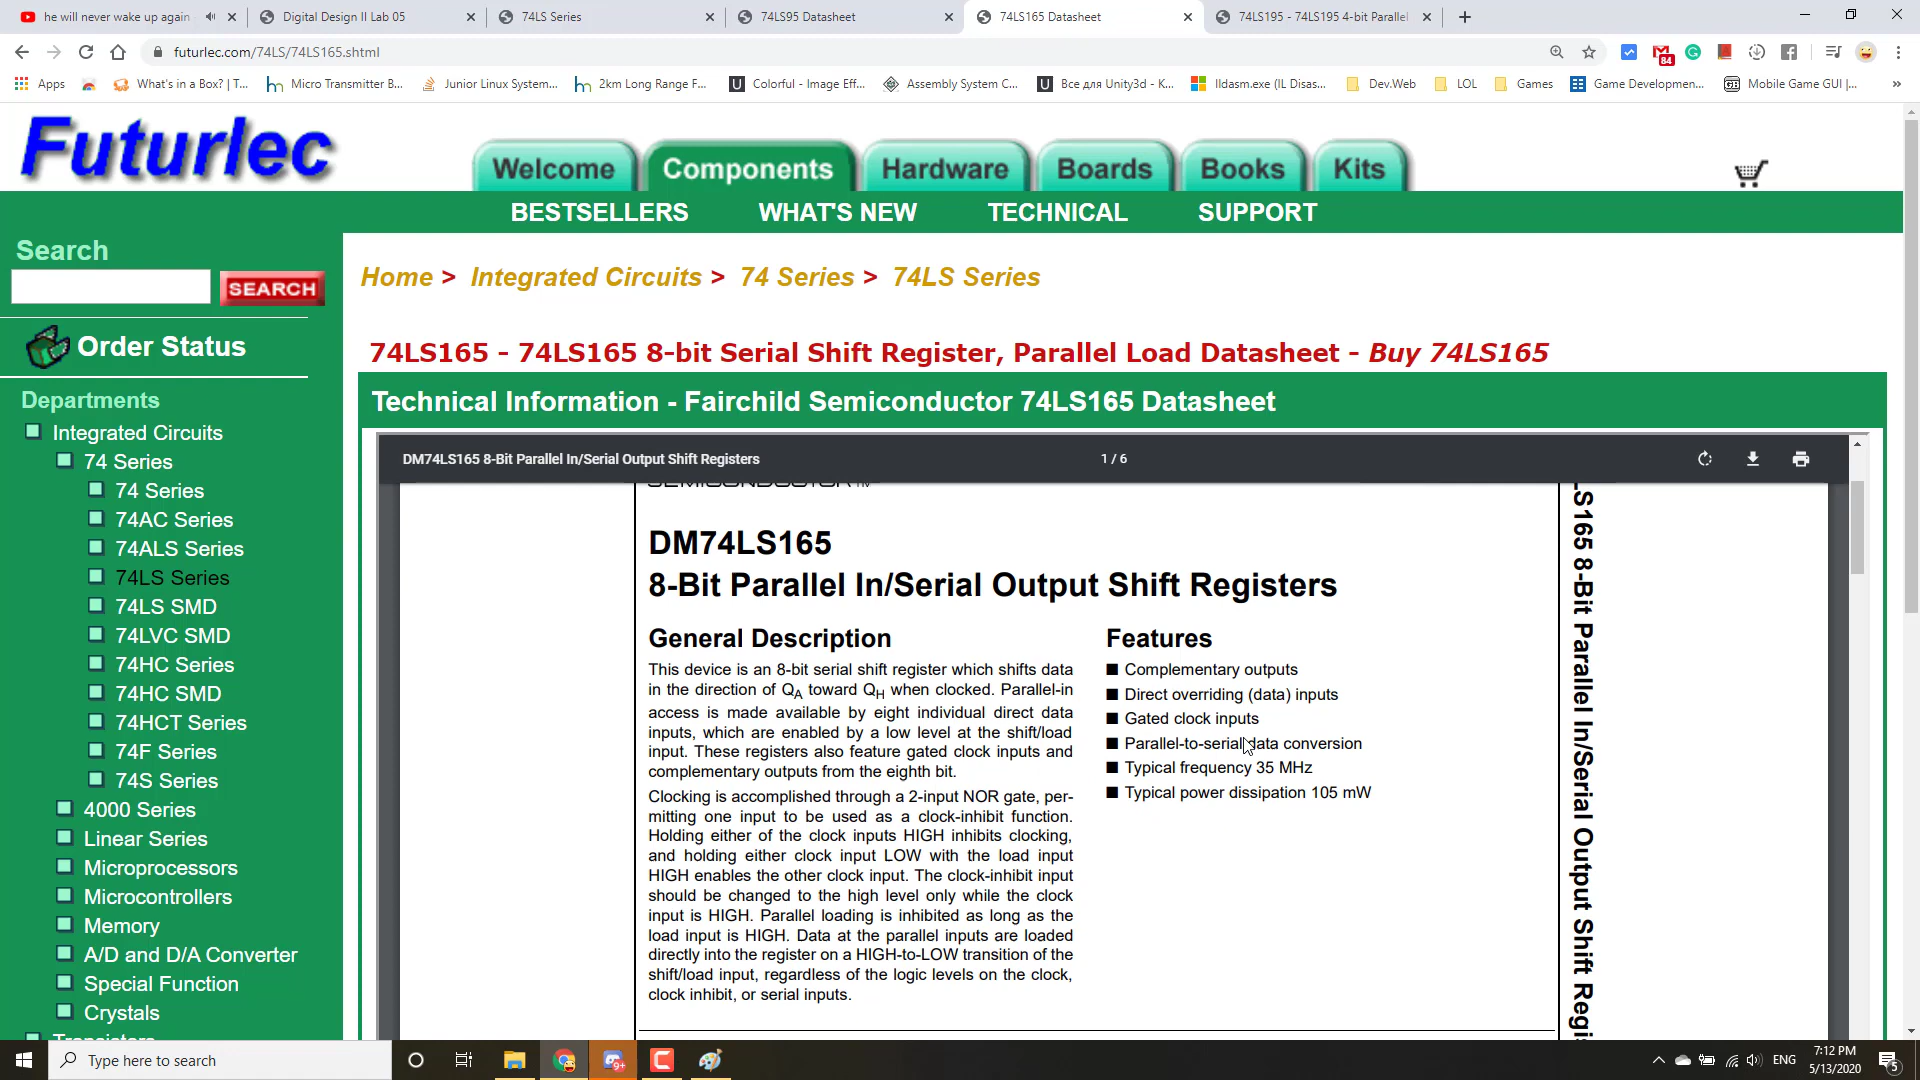 he will never wake up again
Digital Design II Lab 05
74LS Series
74LS95 Datasheet
74LS165 Datasheet
74LS195 - 74LS195 4-bit Parallel
futurlec.com/74LS/74LS165.shtml
84
Apps
What's in a Box? | T...
Micro Transmitter B...
Junior Linux System...
2km Long Range F...
Colorful - Image Eff...
Assembly System C...
Все для Unity3d - K...
Ildasm.exe (IL Disas...
Dev.Web
LOL
Games
Game Developmen...
Mobile Game GUI |...
Futurlec
Welcome
Components
Hardware
Boards
Books
Kits
BESTSELLERS
WHAT'S NEW
TECHNICAL
SUPPORT
Search
SEARCH
Order Status
Departments
Integrated Circuits
74 Series
74 Series
74AC Series
74ALS Series
74LS Series
74LS SMD
74LVC SMD
74HC Series
74HC SMD
74HCT Series
74F Series
74S Series
4000 Series
Linear Series
Microprocessors
Microcontrollers
Memory
A/D and D/A Converter
Special Function
Crystals
Transistors
Home > Integrated Circuits > 74 Series > 74LS Series
74LS165 - 74LS165 8-bit Serial Shift Register, Parallel Load Datasheet - Buy 74LS165
Technical Information - Fairchild Semiconductor 74LS165 Datasheet
DM74LS165 8-Bit Parallel In/Serial Output Shift Registers
1 / 6
SEMICONDUCTOR TM
DM74LS165
8-Bit Parallel In/Serial Output Shift Registers
General Description
This device is an 8-bit serial shift register which shifts data
in the direction of QA toward QH when clocked. Parallel-in
access is made available by eight individual direct data
inputs, which are enabled by a low level at the shift/load
input. These registers also feature gated clock inputs and
complementary outputs from the eighth bit.
Clocking is accomplished through a 2-input NOR gate, per-
mitting one input to be used as a clock-inhibit function.
Holding either of the clock inputs HIGH inhibits clocking,
and holding either clock input LOW with the load input
HIGH enables the other clock input. The clock-inhibit input
should be changed to the high level only while the clock
input is HIGH. Parallel loading is inhibited as long as the
load input is HIGH. Data at the parallel inputs are loaded
directly into the register on a HIGH-to-LOW transition of the
shift/load input, regardless of the logic levels on the clock,
clock inhibit, or serial inputs.
Features
Complementary outputs
Direct overriding (data) inputs
Gated clock inputs
Parallel-to-serial data conversion
Typical frequency 35 MHz
Typical power dissipation 105 mW
LS165 8-Bit Parallel In/Serial Output Shift Regis
Type here to search
9+
ENG
7:12 PM
5/13/2020
5